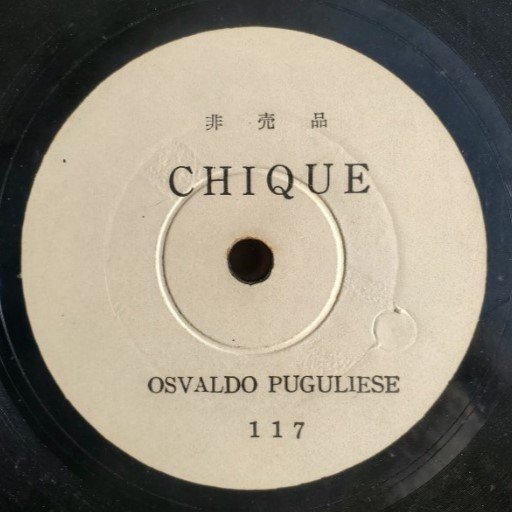 非売品
CHIQUE
OSVALDO PUGULIESE
117